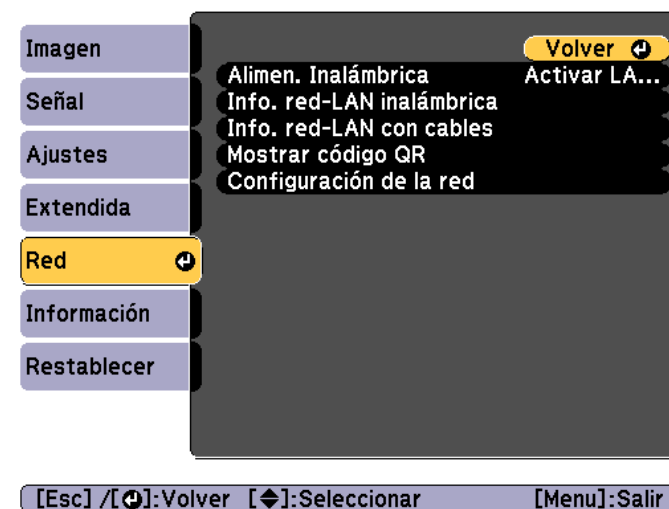 Imagen
Señal
Ajustes
Extendida
Red
Información
Restablecer
Volver
Alimen. Inalámbrica Activar LA...
Info. red-LAN inalámbrica
Info. red-LAN con cables
Mostrar código QR
Configuración de la red
[Esc] /[]:Volver []:Seleccionar [Menu]:Salir